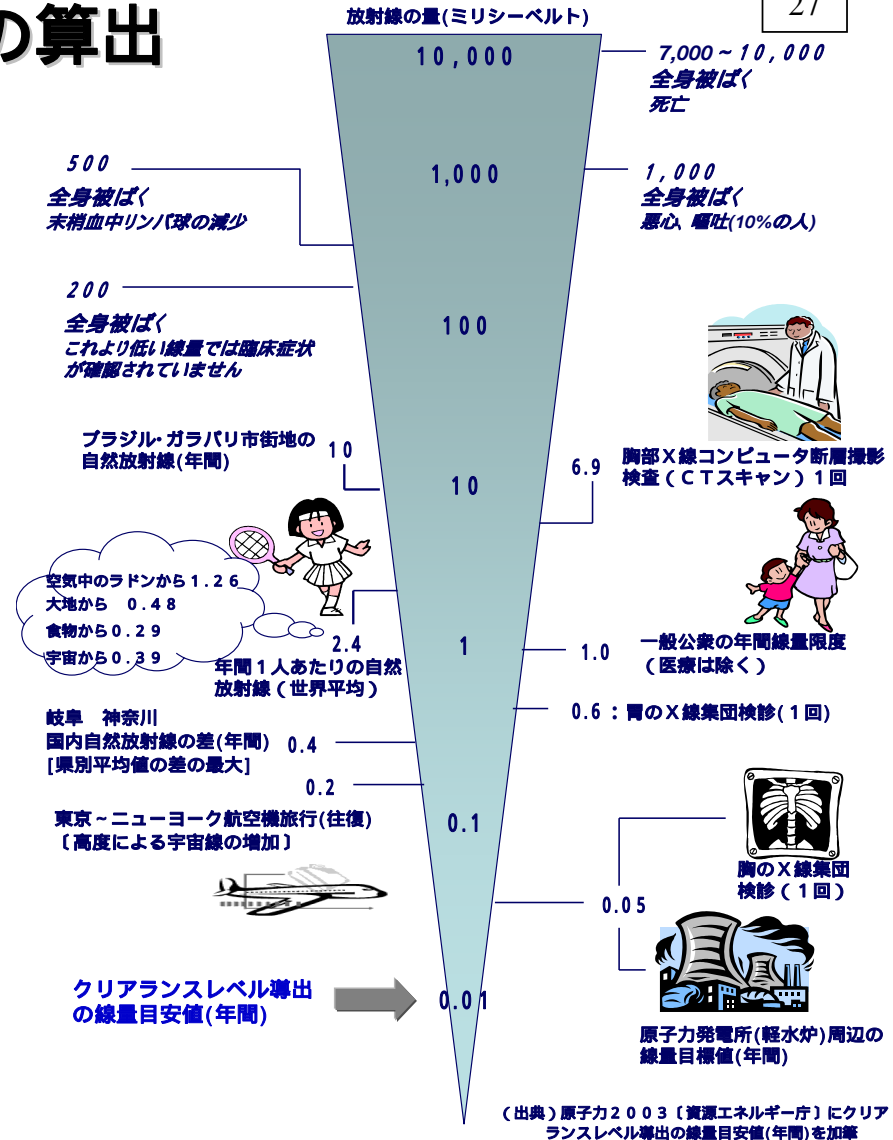 の算出
27
放射線の量(ミリシーベルト)
10,000
7,000～10,000
全身被ばく
死亡
500
全身被ばく
末梢血中リンパ球の減少
1,000
1,000
全身被ばく
悪心、嘔吐(10%の人)
200
全身被ばく
これより低い線量では臨床症状
が確認されていません
100
ブラジル・ガラパリ市街地の
自然放射線(年間)
10
10
6.9
胸部Ｘ線コンピュータ断層撮影
検査（ＣＴスキャン）１回
空気中のラドンから１.２６
大地から　０.４８
食物から０.２９
宇宙から０.３９
2.4
年間１人あたりの自然
放射線（世界平均）
1
1.0
一般公衆の年間線量限度
（医療は除く）
0.6：胃のＸ線集団検診(１回)
岐阜　神奈川
国内自然放射線の差(年間)
[県別平均値の差の最大]
0.4
0.2
東京～ニューヨーク航空機旅行(往復)
〔高度による宇宙線の増加〕
0.1
胸のＸ線集団
検診（１回）
0.05
クリアランスレベル導出
の線量目安値(年間)
0.01
原子力発電所(軽水炉)周辺の
線量目標値(年間)
（出典）原子力２００３〔資源エネルギー庁〕にクリア
ランスレベル導出の線量目安値(年間)を加筆